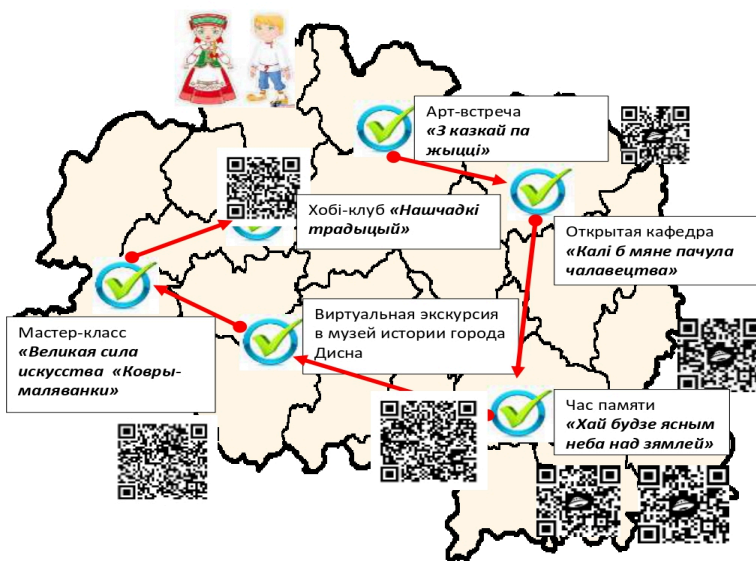 Арт-встреча
«З казкай па
жыцці»
Открытая кафедра
«Калі б мяне пачула
чалавецтва»
Хобі-клуб «Нашчадкі
традыцый»
Виртуальная экскурсия
в музей истории города
Дисна
Мастер-класс
«Великая сила
искусства «Ковры-
маляванки»
Час памяти
«Хай будзе ясным
неба над зямлей»